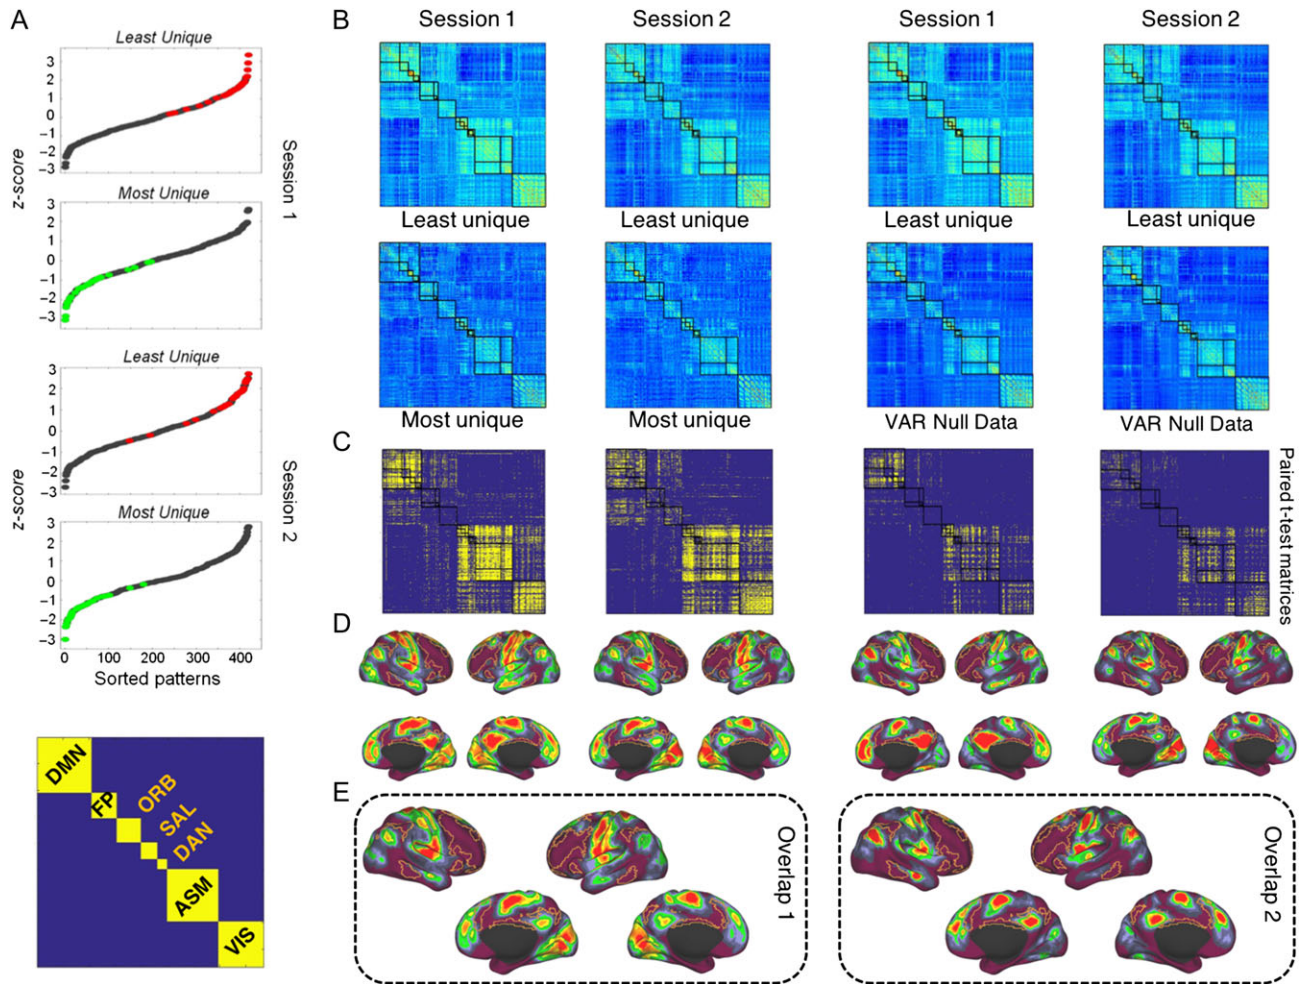 A
Least Unique
3
2
1
0
−1
−2
−3
z-score
Most Unique
3
2
1
0
−1
−2
−3
Session 1
Least Unique
3
2
1
0
−1
−2
−3
z-score
Most Unique
3
2
1
0
−1
−2
−3
0 100 200 300 400
Sorted patterns
Session 2
DMN
FP
ORB
SAL
DAN
ASM
VIS
B
Session 1 Session 2 Session 1 Session 2
Least unique Least unique Least unique Least unique
Most unique Most unique VAR Null Data VAR Null Data
C
Paired t-test matrices
D
E
Overlap 1
Overlap 2